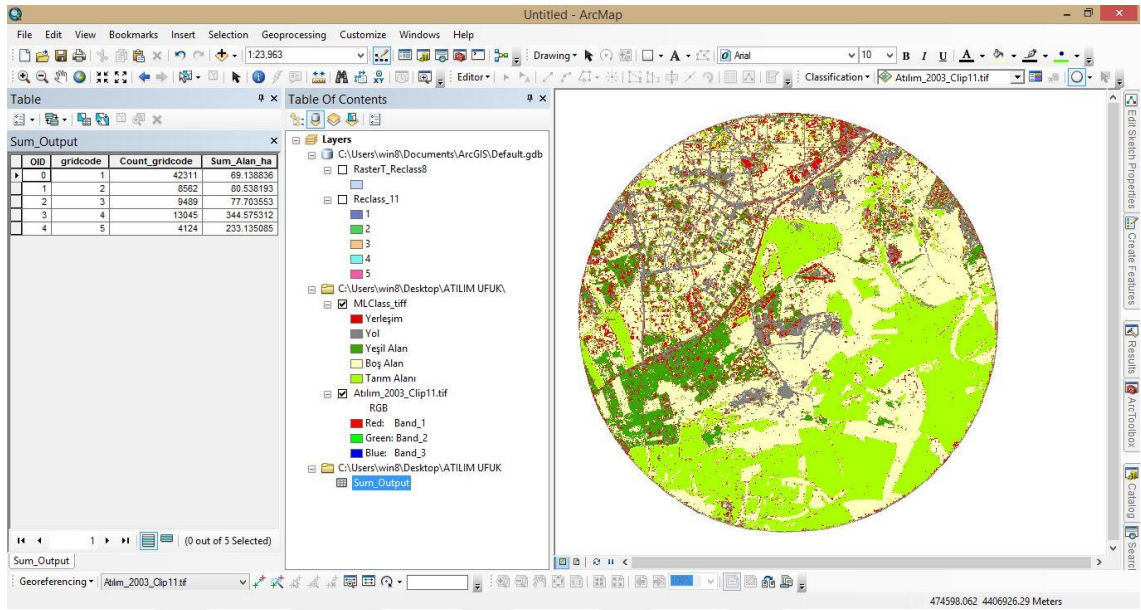 Untitled - ArcMap
File Edit View Bookmarks Insert Selection Geoprocessing Customize Windows Help
1:23,963 Drawing Arial 10 B I U A
Editor Classification Atılım_2003_Clip11.tif
Table
Sum_Output
OID gridcode Count_gridcode Sum_Alan_ha
0 1 42311 69.138836
1 2 8562 80.538193
2 3 9489 77.703553
3 4 13045 344.575312
4 5 4124 233.135085
1 (0 out of 5 Selected)
Sum_Output
Table Of Contents
Layers
C:\Users\win8\Documents\ArcGIS\Default.gdb
RasterT_Reclass8
Reclass_11
1
2
3
4
5
C:\Users\win8\Desktop\ATILIM UFUK\
MLClass_tiff
Yerleşim
Yol
Yeşil Alan
Boş Alan
Tarım Alanı
Atılım_2003_Clip11.tif
RGB
Red: Band_1
Green: Band_2
Blue: Band_3
C:\Users\win8\Desktop\ATILIM UFUK
Sum_Output
Edit Sketch Properties
Create Features
Results
ArcToolbox
Catalog
Search
Georeferencing Atılım_2003_Clip11.tif 100%
474598.062 4406926.29 Meters